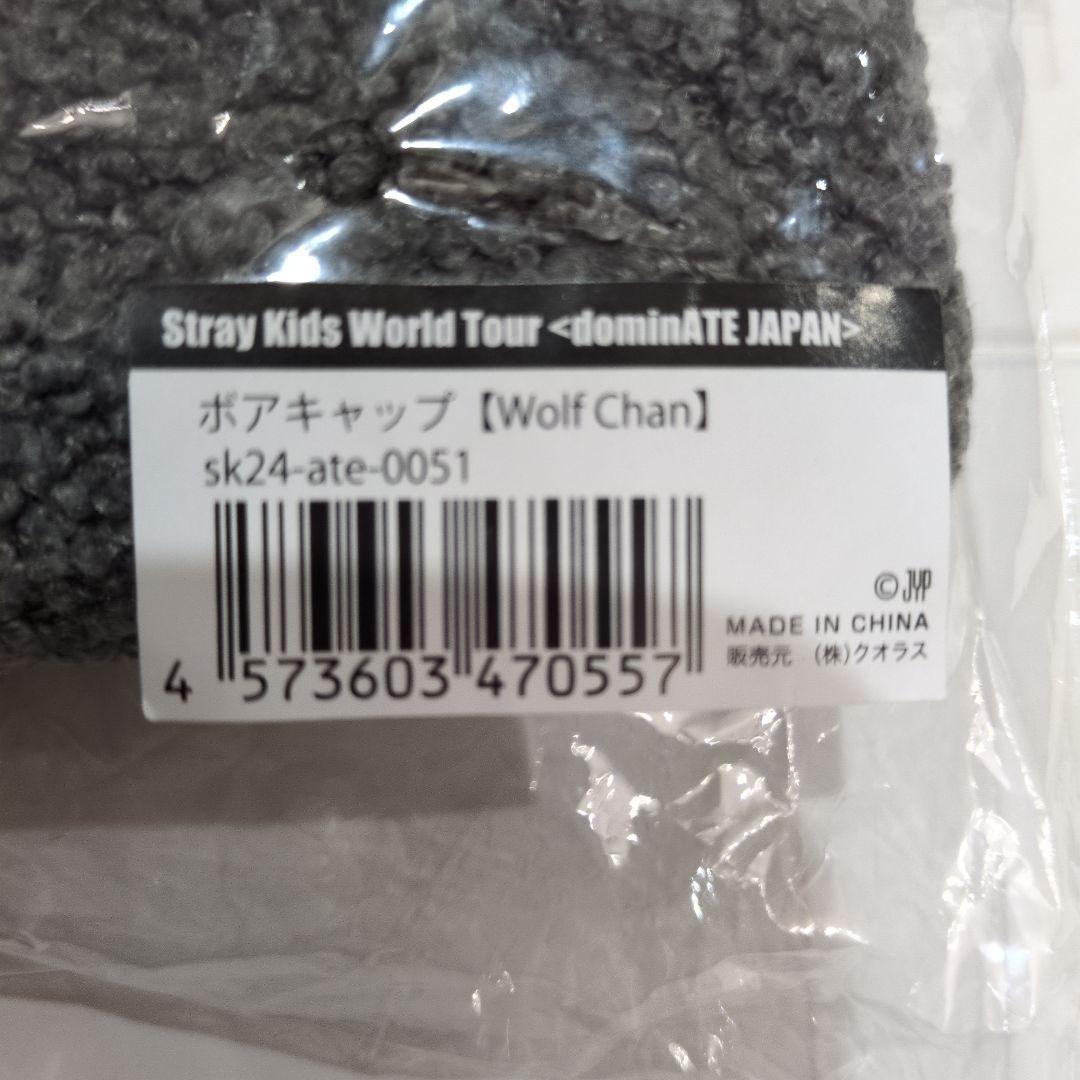 Stray Kids World Tour <dominATE JAPAN>
ボアキャップ【Wolf Chan】
sk24-ate-0051
4 573603 470557
©JYP
MADE IN CHINA
販売元 (株)クオラス